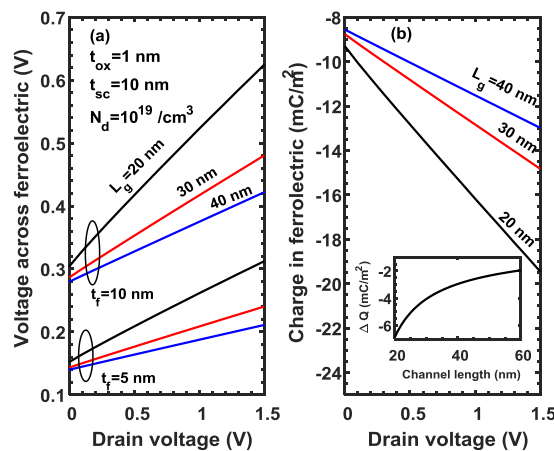 (a)
t_ox=1 nm
t_sc=10 nm
N_d=10^19 /cm^3
L_g=20 nm
30 nm
40 nm
t_f=10 nm
t_f=5 nm
0.7
0.6
0.5
0.4
0.3
0.2
0.1
0
0.5
1
1.5
Voltage across ferroelectric (V)
Drain voltage (V)
(b)
L_g=40 nm
30 nm
20 nm
-8
-10
-12
-14
-16
-18
-20
-22
-24
0
0.5
1
1.5
Charge in ferrolectric (mC/m^2)
Drain voltage (V)
-2
-4
-6
20
40
60
Δ Q (mC/m^2)
Channel length (nm)